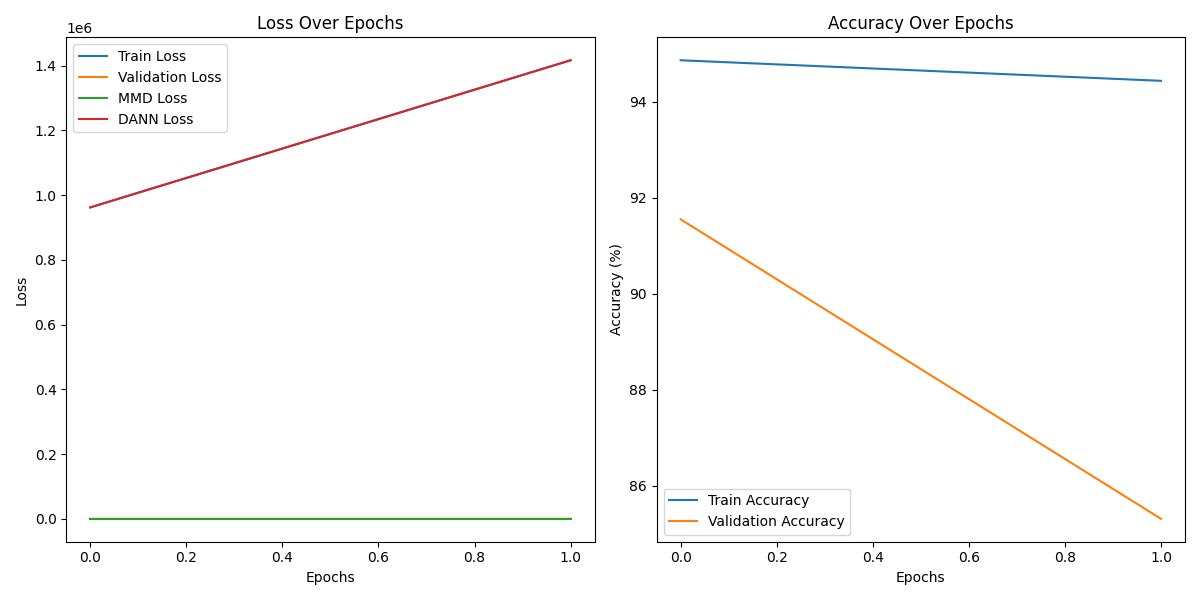 Loss Over Epochs
1e6
Train Loss
Validation Loss
MMD Loss
DANN Loss
1.4
1.2
1.0
0.8
0.6
0.4
0.2
0.0
Loss
0.0 0.2 0.4 0.6 0.8 1.0
Epochs
Accuracy Over Epochs
94
92
90
88
86
Accuracy (%)
Train Accuracy
Validation Accuracy
0.0 0.2 0.4 0.6 0.8 1.0
Epochs